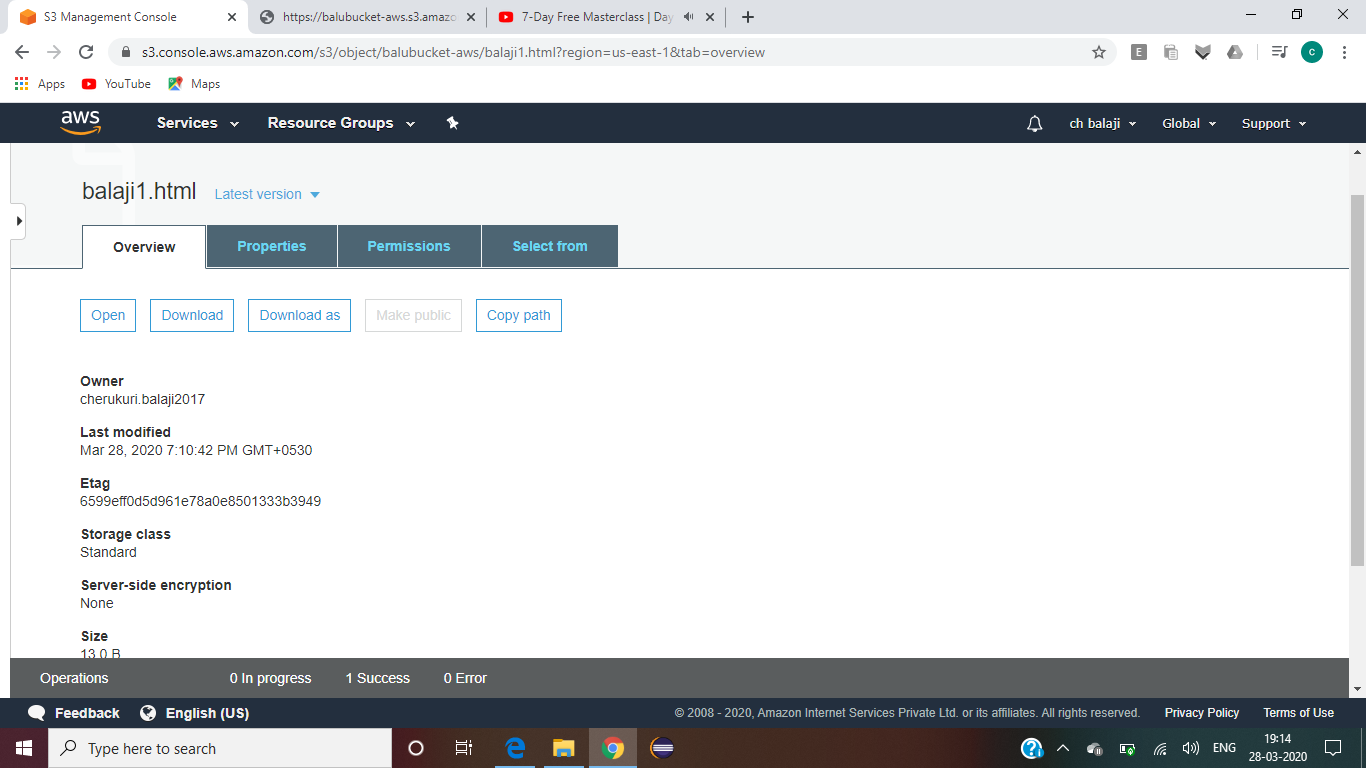 S3 Management Console
https://balubucket-aws.s3.amazo
7-Day Free Masterclass | Day
s3.console.aws.amazon.com/s3/object/balubucket-aws/balaji1.html?region=us-east-1&tab=overview
E
c
Apps
YouTube
Maps
aws
Services
Resource Groups
ch balaji
Global
Support
balaji1.html
Latest version
Overview
Properties
Permissions
Select from
Open
Download
Download as
Make public
Copy path
Owner
cherukuri.balaji2017
Last modified
Mar 28, 2020 7:10:42 PM GMT+0530
Etag
6599eff0d5d961e78a0e8501333b3949
Storage class
Standard
Server-side encryption
None
Size
13.0 B
Operations
0 In progress
1 Success
0 Error
Feedback
English (US)
© 2008 - 2020, Amazon Internet Services Private Ltd. or its affiliates. All rights reserved.
Privacy Policy
Terms of Use
Type here to search
ENG
19:14
28-03-2020